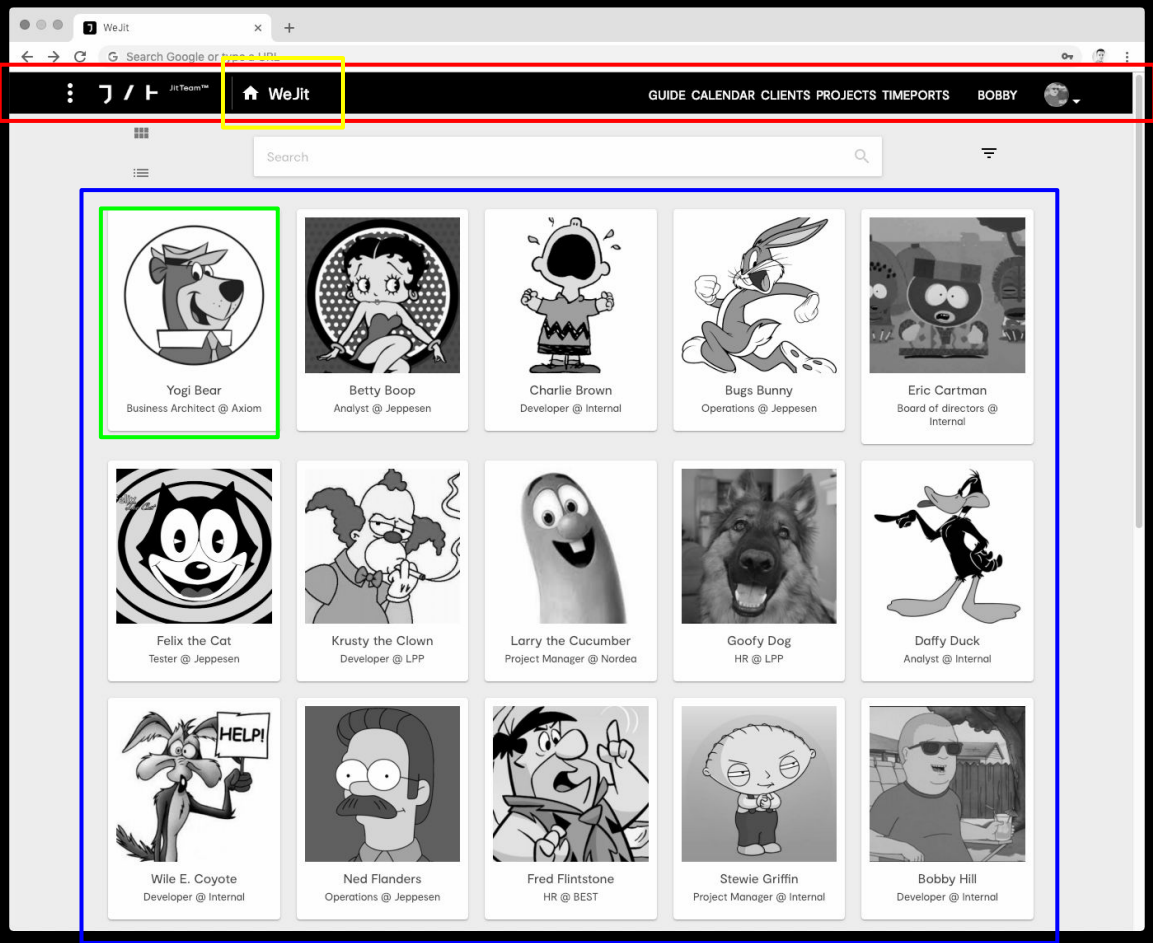 WeJit
Search Google or type a URL
JitTeam™
WeJit
GUIDE CALENDAR CLIENTS PROJECTS TIMEPORTS BOBBY
Search
Yogi Bear
Business Architect @ Axiom
Betty Boop
Analyst @ Jeppesen
Charlie Brown
Developer @ Internal
Bugs Bunny
Operations @ Jeppesen
Eric Cartman
Board of directors @
Internal
Felix the Cat
Tester @ Jeppesen
Krusty the Clown
Developer @ LPP
Larry the Cucumber
Project Manager @ Nordea
Goofy Dog
HR @ LPP
Daffy Duck
Analyst @ Internal
HELP!
Wile E. Coyote
Developer @ Internal
Ned Flanders
Operations @ Jeppesen
Fred Flintstone
HR @ BEST
Stewie Griffin
Project Manager @ Internal
Bobby Hill
Developer @ Internal